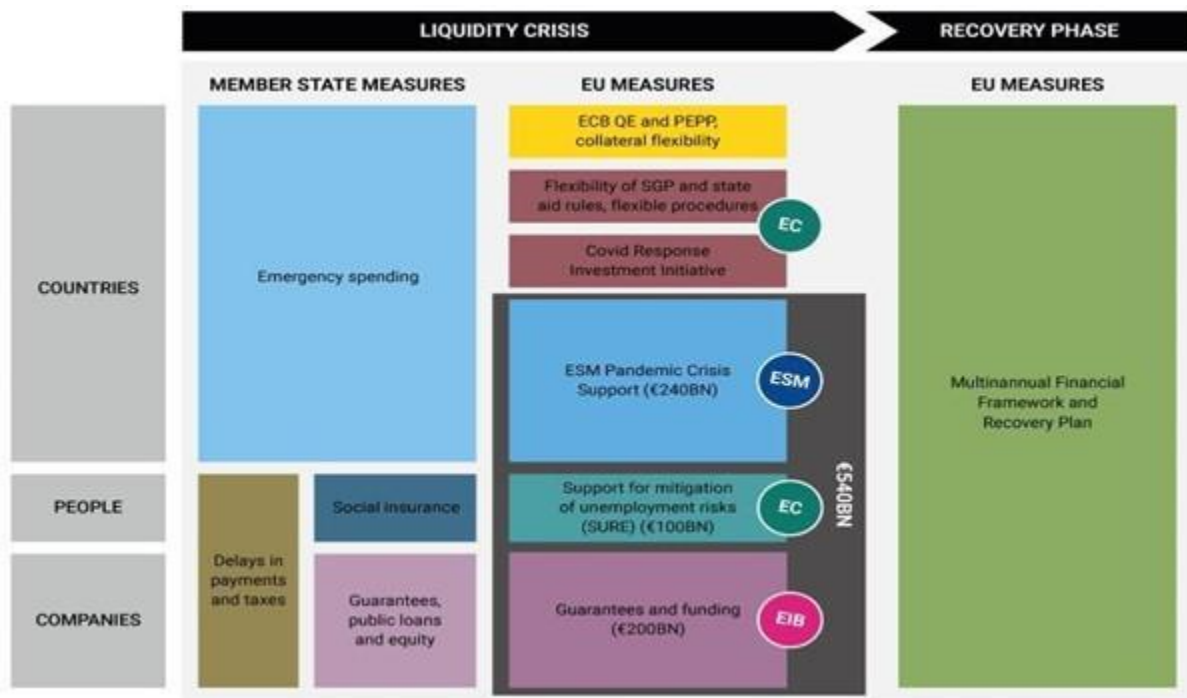 LIQUIDITY CRISIS
RECOVERY PHASE
MEMBER STATE MEASURES
EU MEASURES
EU MEASURES
COUNTRIES
Emergency spending
ECB QE and PEPP,
collateral flexibility
Flexibility of SGP and state
aid rules, flexible procedures
EC
Covid Response
Investment Initiative
ESM Pandemic Crisis
Support (€240BN)
ESM
Multinannual Financial
Framework and
Recovery Plan
€540BN
PEOPLE
Social insurance
Support for mitigation
of unemployment risks
(SURE) (€100BN)
EC
Delays in
payments
and taxes
COMPANIES
Guarantees,
public loans
and equity
Guarantees and funding
(€200BN)
EIB